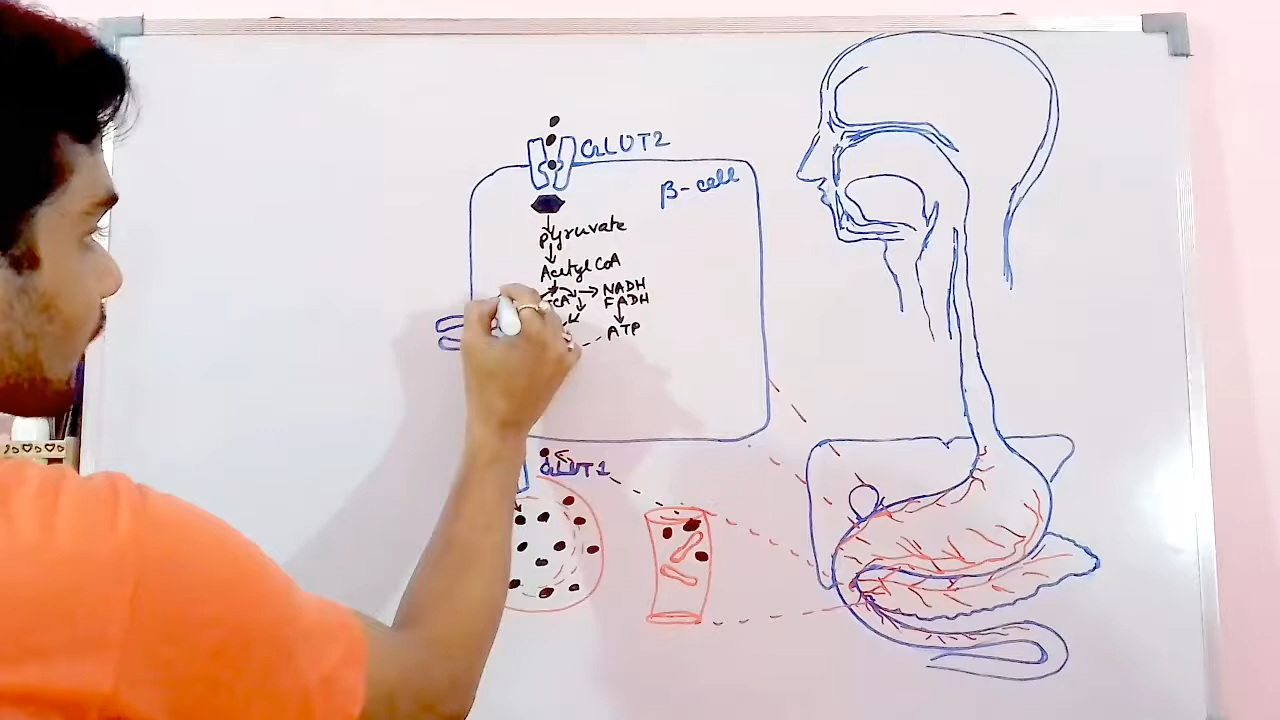 GLUT2
β-cell
pyruvate
Acetyl CoA
NADH
FADH
ATP
GLUT1